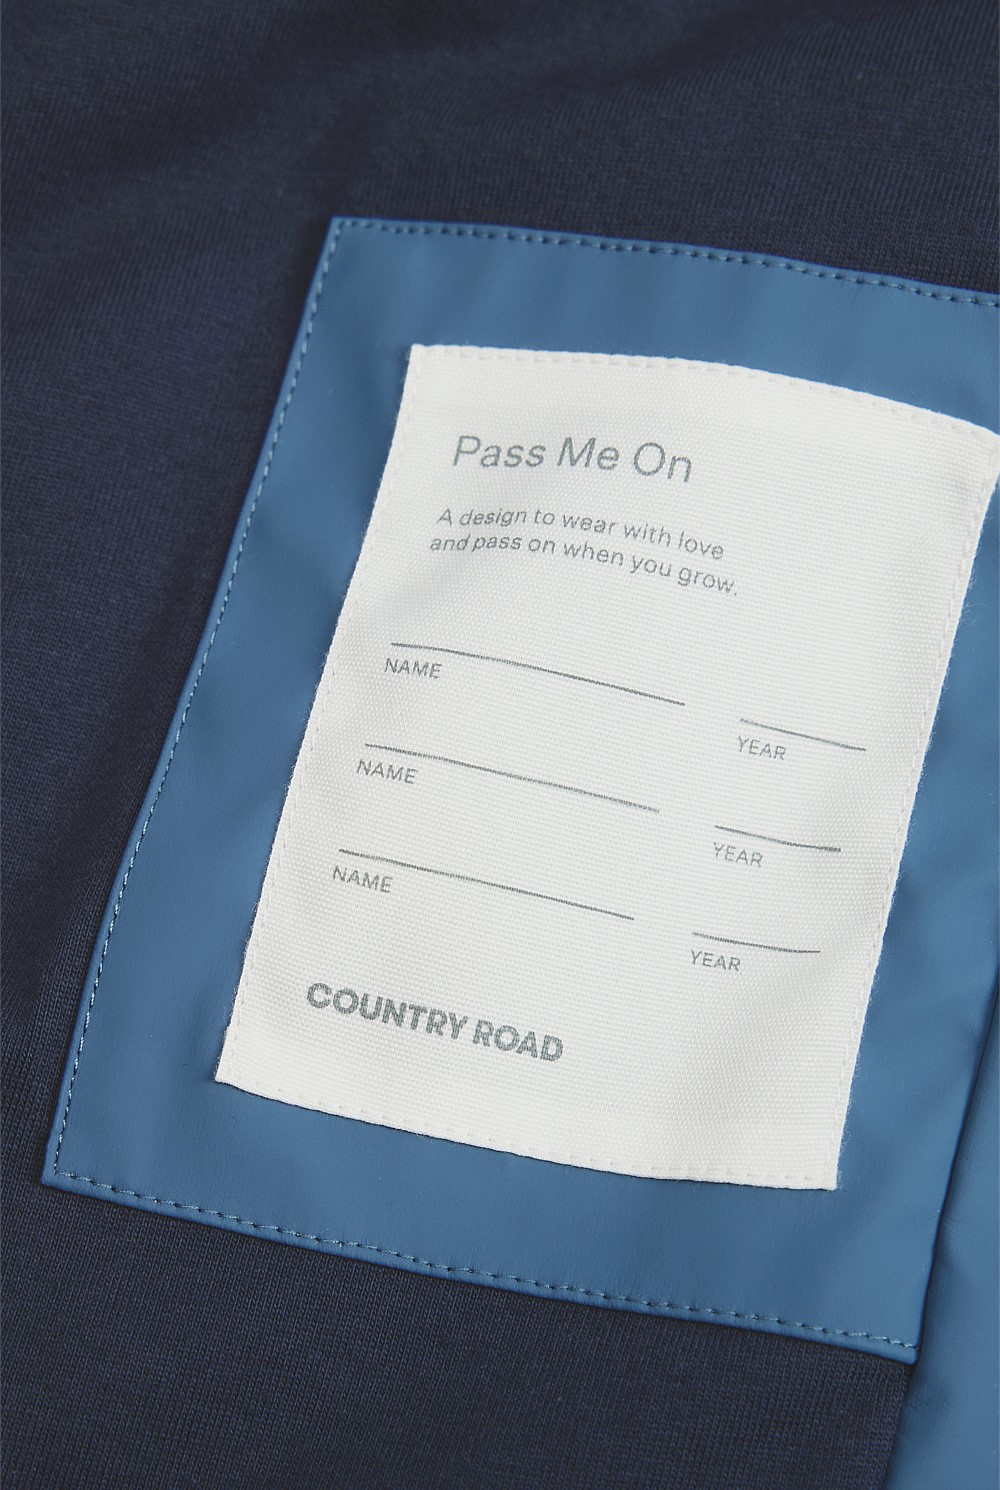 Pass Me On
A design to wear with love
and pass on when you grow.
NAME
YEAR
NAME
YEAR
NAME
YEAR
COUNTRY ROAD